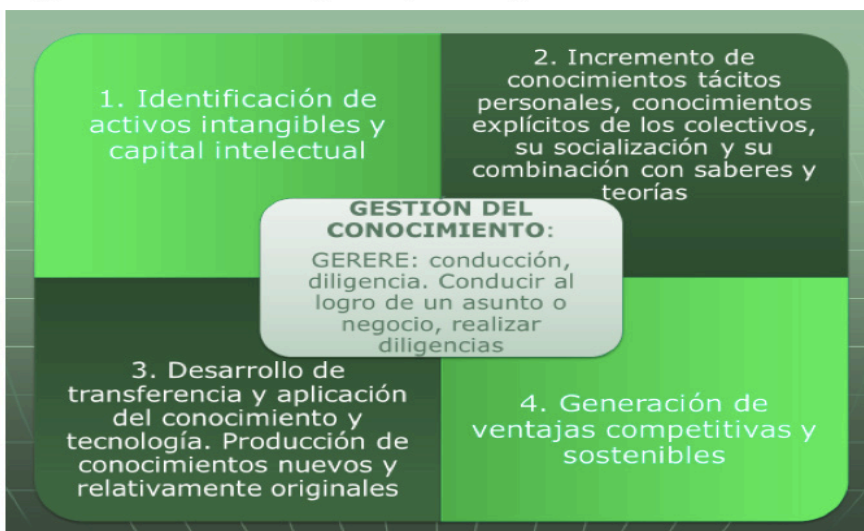 1. Identificación de
activos intangibles y
capital intelectual
2. Incremento de
conocimientos tácitos
personales, conocimientos
explícitos de los colectivos,
su socialización y su
combinación con saberes y
teorías
GESTIÓN DEL
CONOCIMIENTO:
GERERE: conducción,
diligencia. Conducir al
logro de un asunto o
negocio, realizar
diligencias
3. Desarrollo de
transferencia y aplicación
del conocimiento y
tecnología. Producción de
conocimientos nuevos y
relativamente originales
4. Generación de
ventajas competitivas y
sostenibles